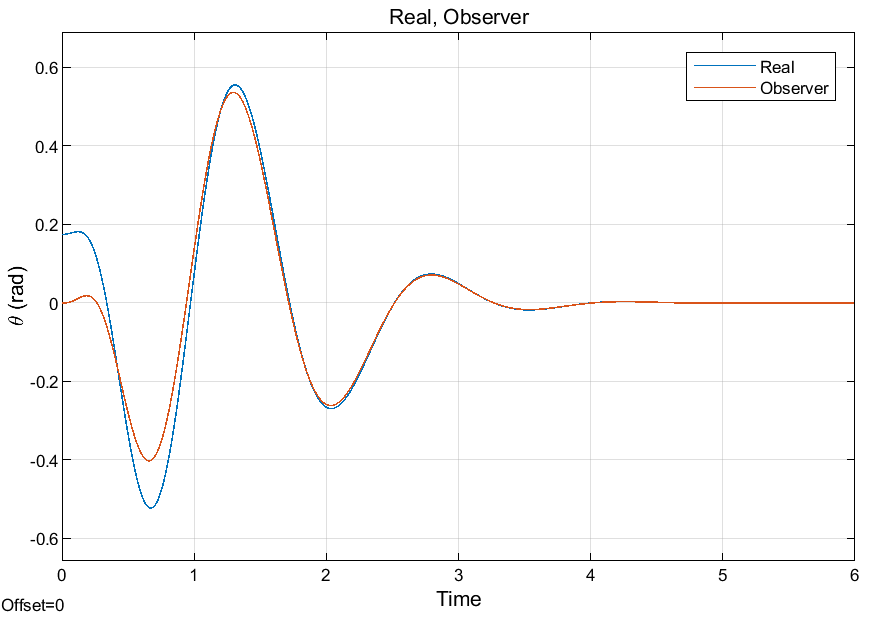 Real, Observer
Real
Observer
0.6
0.4
0.2
0
-0.2
-0.4
-0.6
θ (rad)
0 1 2 3 4 5 6
Time
Offset=0